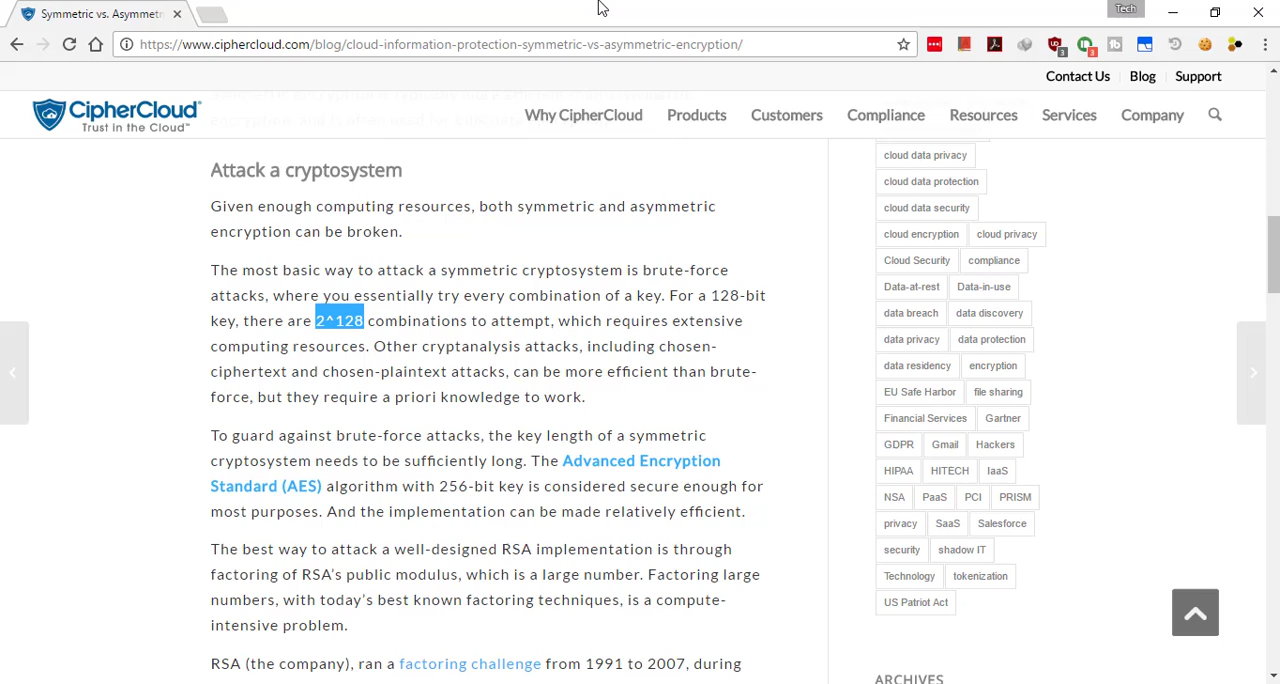 Symmetric vs. Asymmetr
Tech
https://www.ciphercloud.com/blog/cloud-information-protection-symmetric-vs-asymmetric-encryption/
Contact Us
Blog
Support
CipherCloud
Trust in the Cloud™
Why CipherCloud
Products
Customers
Compliance
Resources
Services
Company
Attack a cryptosystem
Given enough computing resources, both symmetric and asymmetric
encryption can be broken.
The most basic way to attack a symmetric cryptosystem is brute-force
attacks, where you essentially try every combination of a key. For a 128-bit
key, there are 2^128 combinations to attempt, which requires extensive
computing resources. Other cryptanalysis attacks, including chosen-
ciphertext and chosen-plaintext attacks, can be more efficient than brute-
force, but they require a priori knowledge to work.
To guard against brute-force attacks, the key length of a symmetric
cryptosystem needs to be sufficiently long. The Advanced Encryption
Standard (AES) algorithm with 256-bit key is considered secure enough for
most purposes. And the implementation can be made relatively efficient.
The best way to attack a well-designed RSA implementation is through
factoring of RSA's public modulus, which is a large number. Factoring large
numbers, with today's best known factoring techniques, is a compute-
intensive problem.
RSA (the company), ran a factoring challenge from 1991 to 2007, during
cloud data privacy
cloud data protection
cloud data security
cloud encryption cloud privacy
Cloud Security compliance
Data-at-rest Data-in-use
data breach data discovery
data privacy data protection
data residency encryption
EU Safe Harbor file sharing
Financial Services Gartner
GDPR Gmail Hackers
HIPAA HITECH IaaS
NSA PaaS PCI PRISM
privacy SaaS Salesforce
security shadow IT
Technology tokenization
US Patriot Act
ARCHIVES